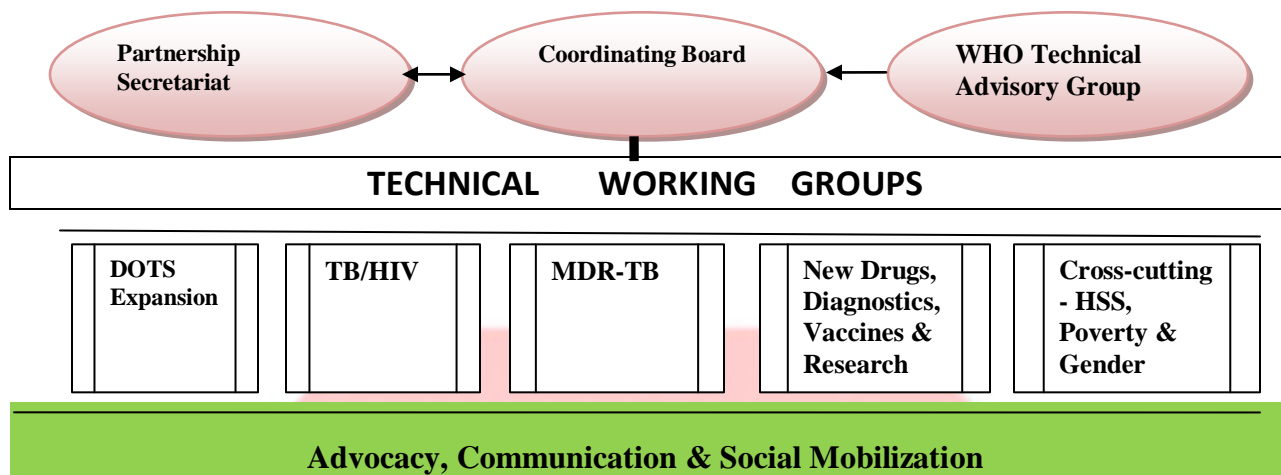 Partnership
Secretariat
Coordinating Board
WHO Technical
Advisory Group
TECHNICAL WORKING GROUPS
DOTS
Expansion
TB/HIV
MDR-TB
New Drugs,
Diagnostics,
Vaccines &
Research
Cross-cutting
- HSS,
Poverty &
Gender
Advocacy, Communication & Social Mobilization